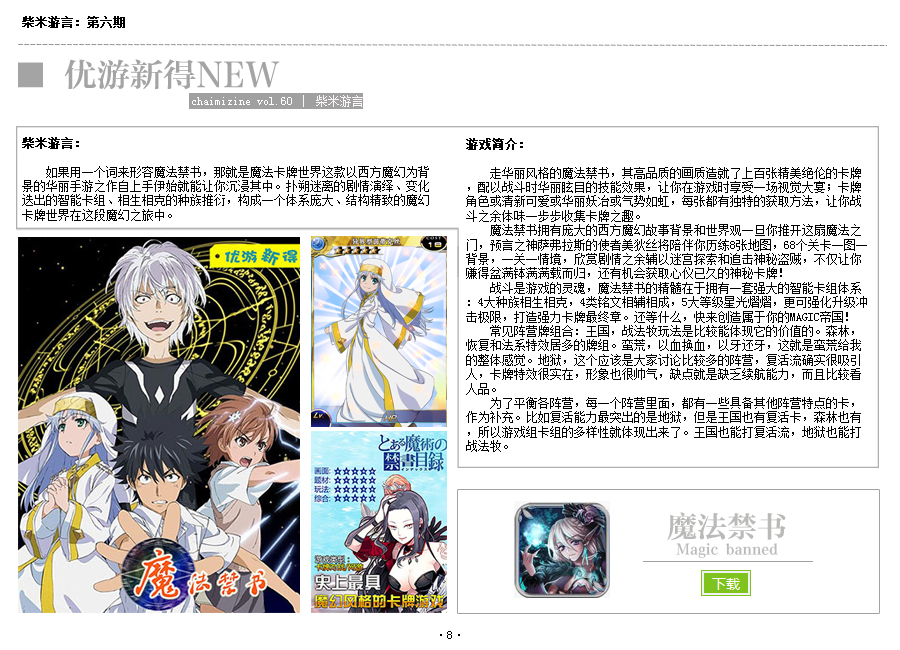 柴米游言：第六期
优游新得NEW
chaimizine vol.60 | 柴米游言
柴米游言：
如果用一个词来形容魔法禁书，那就是魔法卡牌世界这款以西方魔幻为背
景的华丽手游之作自上手伊始就能让你沉浸其中。扑朔迷离的剧情演绎、变化
达出的智能卡组、相生相克的种族推衍，构成一个体系庞大、结构精致的魔幻
卡牌世界在这段魔幻之旅中。
游戏简介：
走华丽风格的魔法禁书，其高品质的画质造就了上百张精美绝伦的卡牌
，配以战斗时华丽眩目的技能效果，让你在游戏时享受一场视觉大宴；卡牌
角色或清新可爱或华丽妖冶或气势如虹，每张都有独特的获取方法，让你战
斗之余体味一步步收集卡牌之趣。
魔法禁书拥有庞大的西方魔幻故事背景和世界观一旦你推开这扇魔法之
门，预言之神萨弗拉斯的使者美狄丝将陪伴你历练8张地图，68个关卡一图一
背景，一关一情境，欣赏剧情之余辅以迷宫探索和追击神秘盗贼，不仅让你
赚得盆满钵满满载而归，还有机会获取心仪已久的神秘卡牌！
战斗是游戏的灵魂，魔法禁书的精髓在于拥有一套强大的智能卡组体系
：4大种族相生相克，4类铭文相辅相成，5大等级星光熠熠，更可强化升级冲
击极限，打造强力卡牌最终章。还等什么，快来创造属于你的MAGIC帝国！
常见阵营牌组合：王国，战法牧玩法是比较能体现它的价值的。森林，
恢复和法系特效居多的牌组。蛮荒，以血换血，以牙还牙，这就是蛮荒给我
的整体感觉。地狱，这个应该是大家讨论比较多的阵营，复活流确实很吸引
人，卡牌特效很实在，形象也很帅气，缺点就是缺乏续航能力，而且比较看
人品。
为了平衡各阵营，每一个阵营里面，都有一些具备其他阵营特点的卡，
作为补充。比如复活能力最突出的是地狱，但是王国也有复活卡，森林也有
，所以游戏组卡组的多样性就体现出来了。王国也能打复活流，地狱也能打
战法牧。
·优游新得
魔法禁书
Lv
とある魔術の
禁書目録
インデックス
画面：☆☆☆☆☆
题材：☆☆☆☆☆
玩法：☆☆☆☆☆
综合：☆☆☆☆☆
游戏类型：
史上最具
魔幻风格的卡牌游戏
魔法禁书
Magic banned
下载
·8·